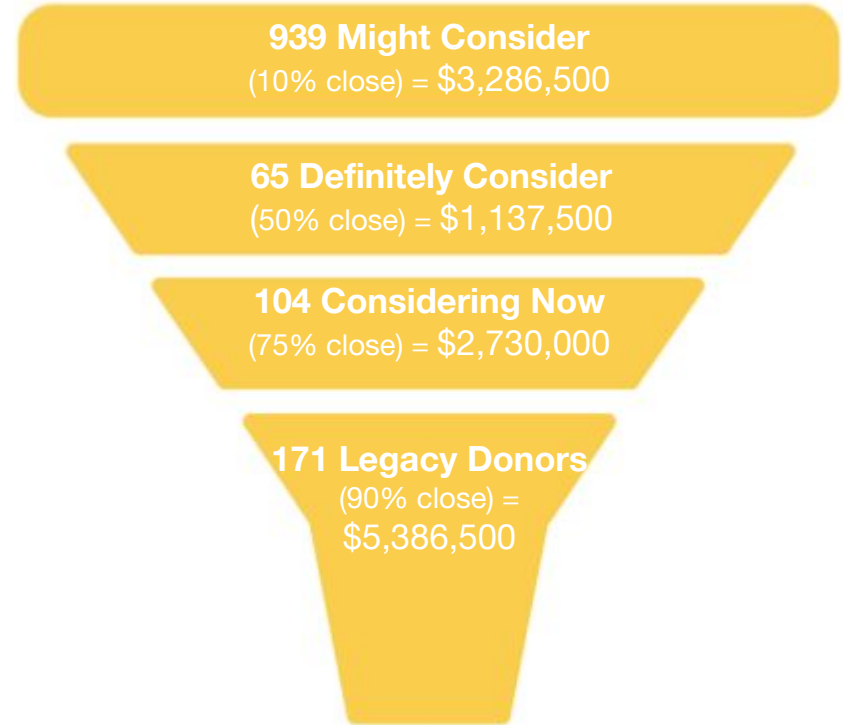 939 Might Consider
(10% close) = $3,286,500
65 Definitely Consider
(50% close) = $1,137,500
104 Considering Now
(75% close) = $2,730,000
171 Legacy Donors
(90% close) =
$5,386,500